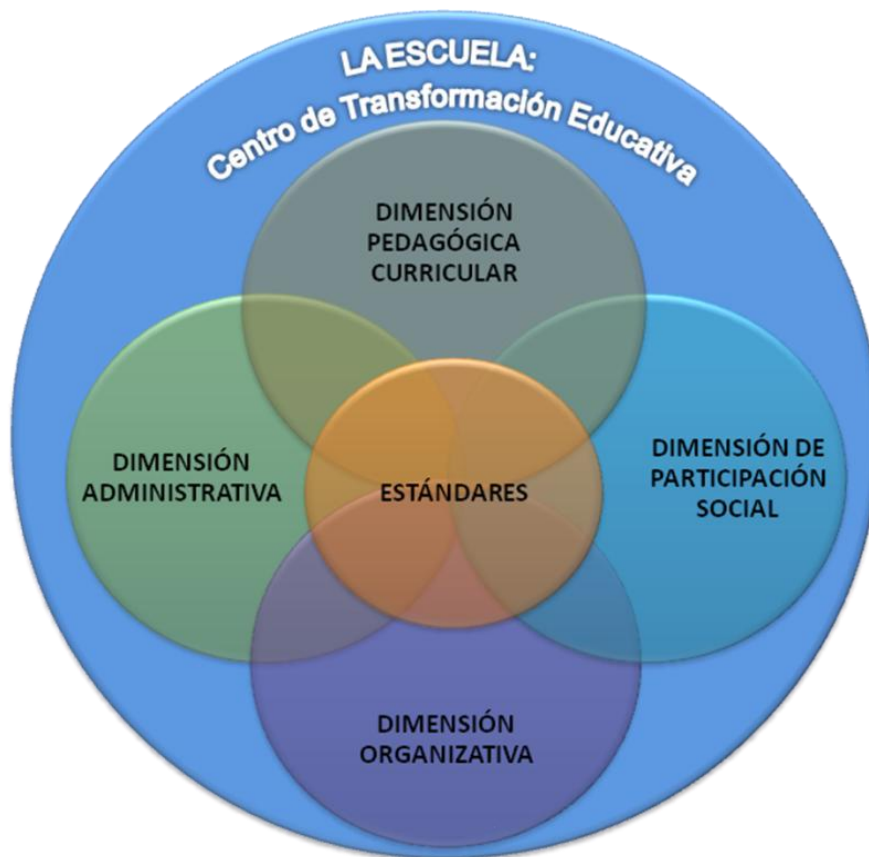 LA ESCUELA:
Centro de Transformación Educativa
DIMENSIÓN
PEDAGÓGICA
CURRICULAR
DIMENSIÓN
ADMINISTRATIVA
ESTÁNDARES
DIMENSIÓN DE
PARTICIPACIÓN
SOCIAL
DIMENSIÓN
ORGANIZATIVA